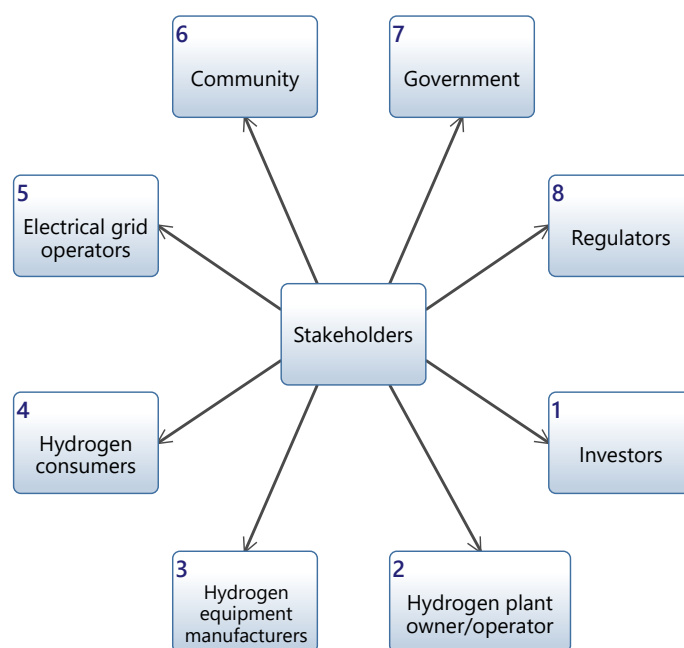 6
Community
7
Government
5
Electrical grid
operators
8
Regulators
Stakeholders
4
Hydrogen
consumers
1
Investors
3
Hydrogen
equipment
manufacturers
2
Hydrogen plant
owner/operator